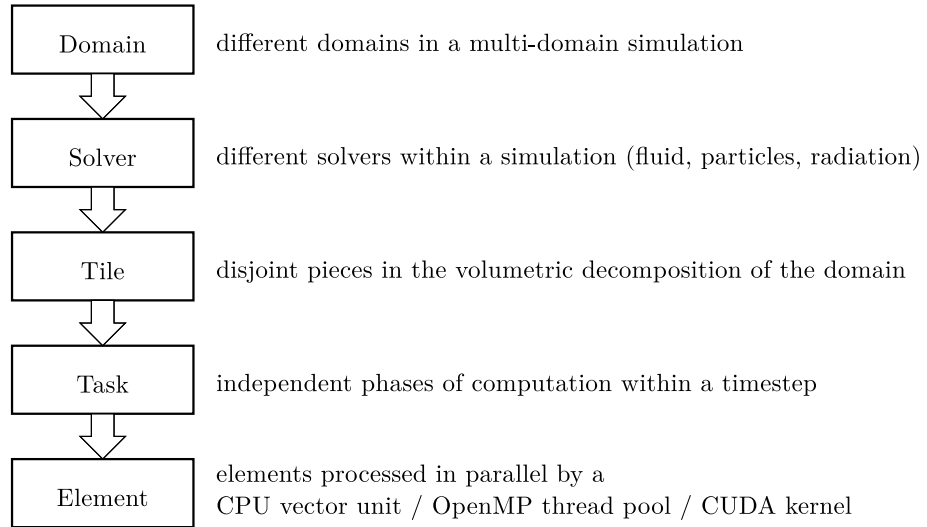 Domain
different domains in a multi-domain simulation
Solver
different solvers within a simulation (fluid, particles, radiation)
Tile
disjoint pieces in the volumetric decomposition of the domain
Task
independent phases of computation within a timestep
Element
elements processed in parallel by a
CPU vector unit / OpenMP thread pool / CUDA kernel